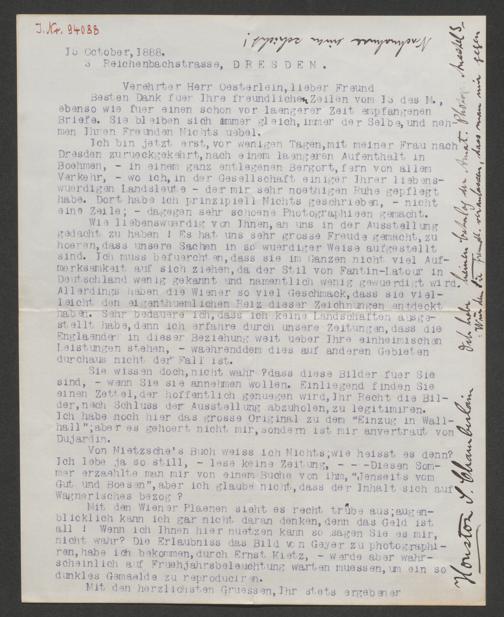 I.Nr. 94033
15 October, 1888.
3 Reichenbachstrasse, DRESDEN.
Verehrter Herr Oesterlein, lieber Freund
Besten Dank fuer Ihre freundlichen Zeilen vom 13 des M.,
ebenso wie fuer einen schon vor laengerer Zeit empfangenen
Briefe. Sie bleiben sich immer gleich, immer der Selbe, und neh-
men Ihren Freunden Nichts uebel.
Ich bin jetzt erst, vor wenigen Tagen, mit meiner Frau nach
Dresden zurueckgekehrt, nach einem laengeren Aufenthalt in
Boehmen, - in einem ganz entlegenen Bergort, fern von allem
Verkehr, - wo ich, in der Gesellschaft einiger Ihrer liebens-
wuerdigen Landsleute - der mir sehr noethigen Ruhe gepflegt
habe. Dort habe ich prinzipiell Nichts geschrieben, - nicht
eine Zeile; - dagegen sehr schoene Photographieen gemacht.
Wie liebenswuerdig von Ihnen, an uns in der Ausstellung
gedacht zu haben ! Es hat uns sehr grosse Freude gemacht, zu
hoeren, dass unsere Sachen in so wuerdiger Weise aufgestellt
sind. Ich muss befuerchten, dass sie im Ganzen nicht viel Auf-
merksamkeit auf sich ziehen, da der Stil von Fantin-Latour in
Deutschland wenig gekannt und namentlich wenig gewuerdigt wird.
Allerdings haben die Wiener so viel Geschmack, dass sie viel-
leicht den eigenthuemlichen Reiz dieser Zeichnungen entdeckt
haben. Sehr bedauere ich, dass ich keine Landschaften ausge-
stellt habe, denn ich erfahre durch unsere Zeitungen, dass die
Englaender in dieser Beziehung weit ueber Ihre einheimischen
Leistungen stehen, - waehrenddem dies auf anderen Gebieten
durchaus nicht der Fall ist.
Sie wissen doch, nicht wahr ? dass diese Bilder fuer Sie
sind, - wenn Sie sie annehmen wollen. Einliegend finden Sie
einen Zettel, der hoffentlich genuegen wird, Ihr Recht die Bil-
der, nach Schluss der Ausstellung abzuholen, zu legitimiren.
Ich habe noch hier das grosse Original zu dem "Einzug in Wall-
hall"; aber es gehoert nicht mir, sondern ist mir anvertraut vom
Dujardin.
Von Nietzsche's Buch weiss ich Nichts; wie heisst es denn?
Ich lebe ja so still, - lese keine Zeitung, - - - Diesen Som-
mer erzaehlte man mir von einem Buche von ihm, "Jenseits vom
Gut und Boesen", aber ich glaube nicht, dass der Inhalt sich auf
Wagnerisches bezog ?
Mit den Wiener Plaenen sieht es recht trübe aus; augen-
blicklich kann ich gar nicht daran denken, denn das Geld ist
all ! Wenn ich Ihnen hier nuetzen kann so sagen Sie es mir,
nicht wahr? Die Erlaubniss das Bild von Geyer zu photographi-
ren, habe ich bekommen, durch Ernst Kietz, - werde aber wahr-
scheinlich auf Fruehjahrsbeleuchtung warten muessen, um ein so
dunkles Gemaelde zu reproduciren.
Mit den herzlichsten Gruessen, Ihr stets ergebener
Houston S. Chamberlain